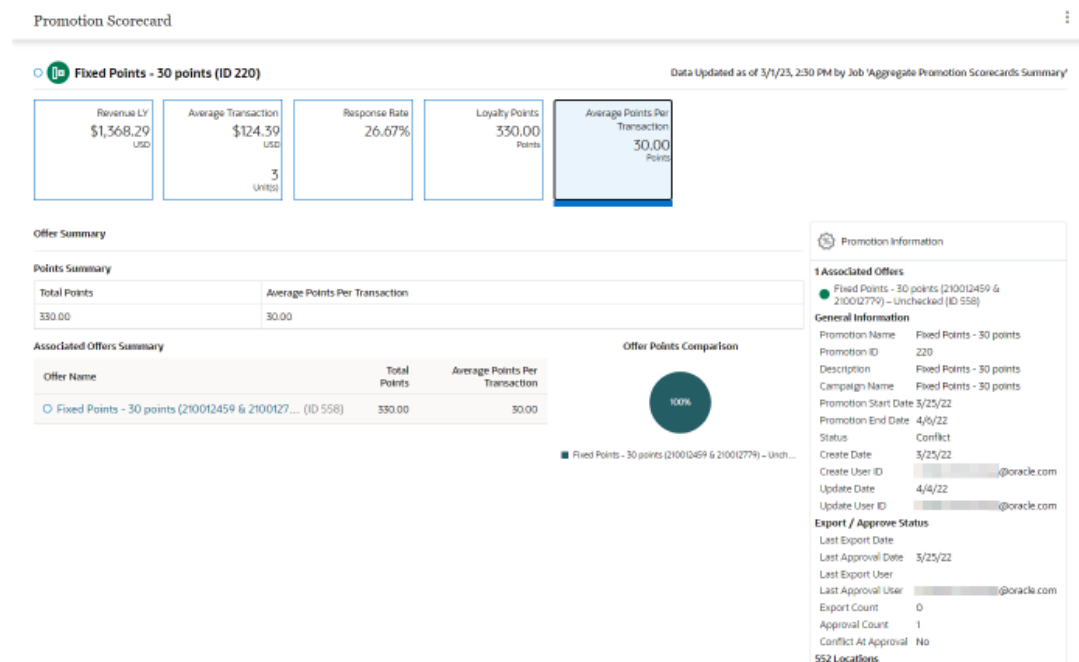 Promotion Scorecard
Fixed Points - 30 points (ID 220)
Data Updated as of 3/1/23, 2:30 PM by Job 'Aggregate Promotion Scorecards Summary'
Revenue LY
$1,368.29
USD
Average Transaction
$124.39
USD
3
Unit(s)
Response Rate
26.67%
Loyalty Points
330.00
Points
Average Points Per
Transaction
30.00
Points
Offer Summary
Points Summary
Total Points Average Points Per Transaction
330.00 30.00
Associated Offers Summary
Offer Name Total Points Average Points Per Transaction
Fixed Points - 30 points (210012459 & 2100127... (ID 558) 330.00 30.00
Offer Points Comparison
100%
Fixed Points - 30 points (210012459 & 210012779) – Unch...
Promotion Information
1 Associated Offers
Fixed Points - 30 points (210012459 &
210012779) – Unchecked (ID 558)
General Information
Promotion Name Fixed Points - 30 points
Promotion ID 220
Description Fixed Points - 30 points
Campaign Name Fixed Points - 30 points
Promotion Start Date 3/25/22
Promotion End Date 4/6/22
Status Conflict
Create Date 3/25/22
Create User ID @oracle.com
Update Date 4/4/22
Update User ID @oracle.com
Export / Approve Status
Last Export Date
Last Approval Date 3/25/22
Last Export User
Last Approval User @oracle.com
Export Count 0
Approval Count 1
Conflict At Approval No
552 Locations